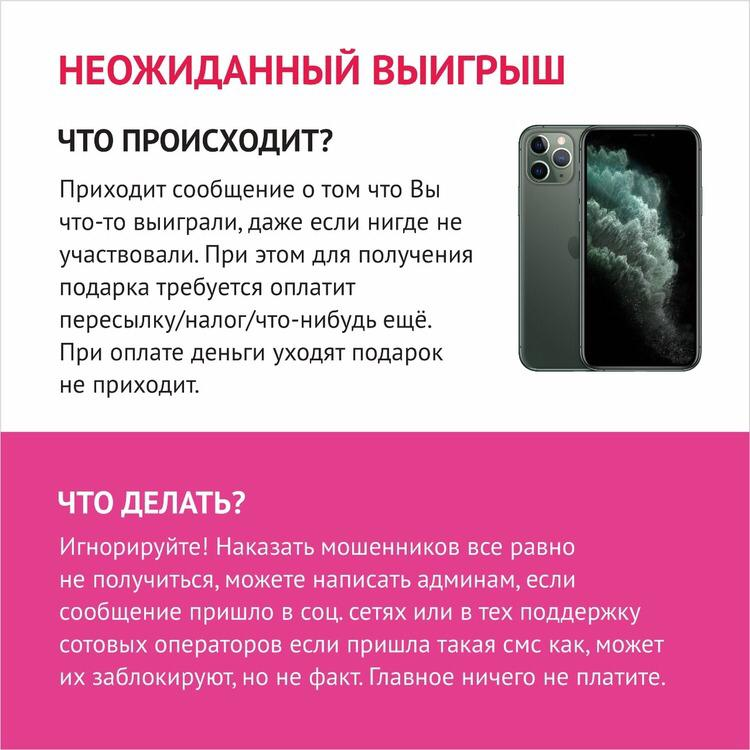 НЕОЖИДАННЫЙ ВЫИГРЫШ
ЧТО ПРОИСХОДИТ?
Приходит сообщение о том что Вы
что-то выиграли, даже если нигде не
участвовали. При этом для получения
подарка требуется оплатит
пересылку/налог/что-нибудь ещё.
При оплате деньги уходят подарок
не приходит.
ЧТО ДЕЛАТЬ?
Игнорируйте! Наказать мошенников все равно
не получиться, можете написать админам, если
сообщение пришло в соц. сетях или в тех поддержку
сотовых операторов если пришла такая смс как, может
их заблокируют, но не факт. Главное ничего не платите.